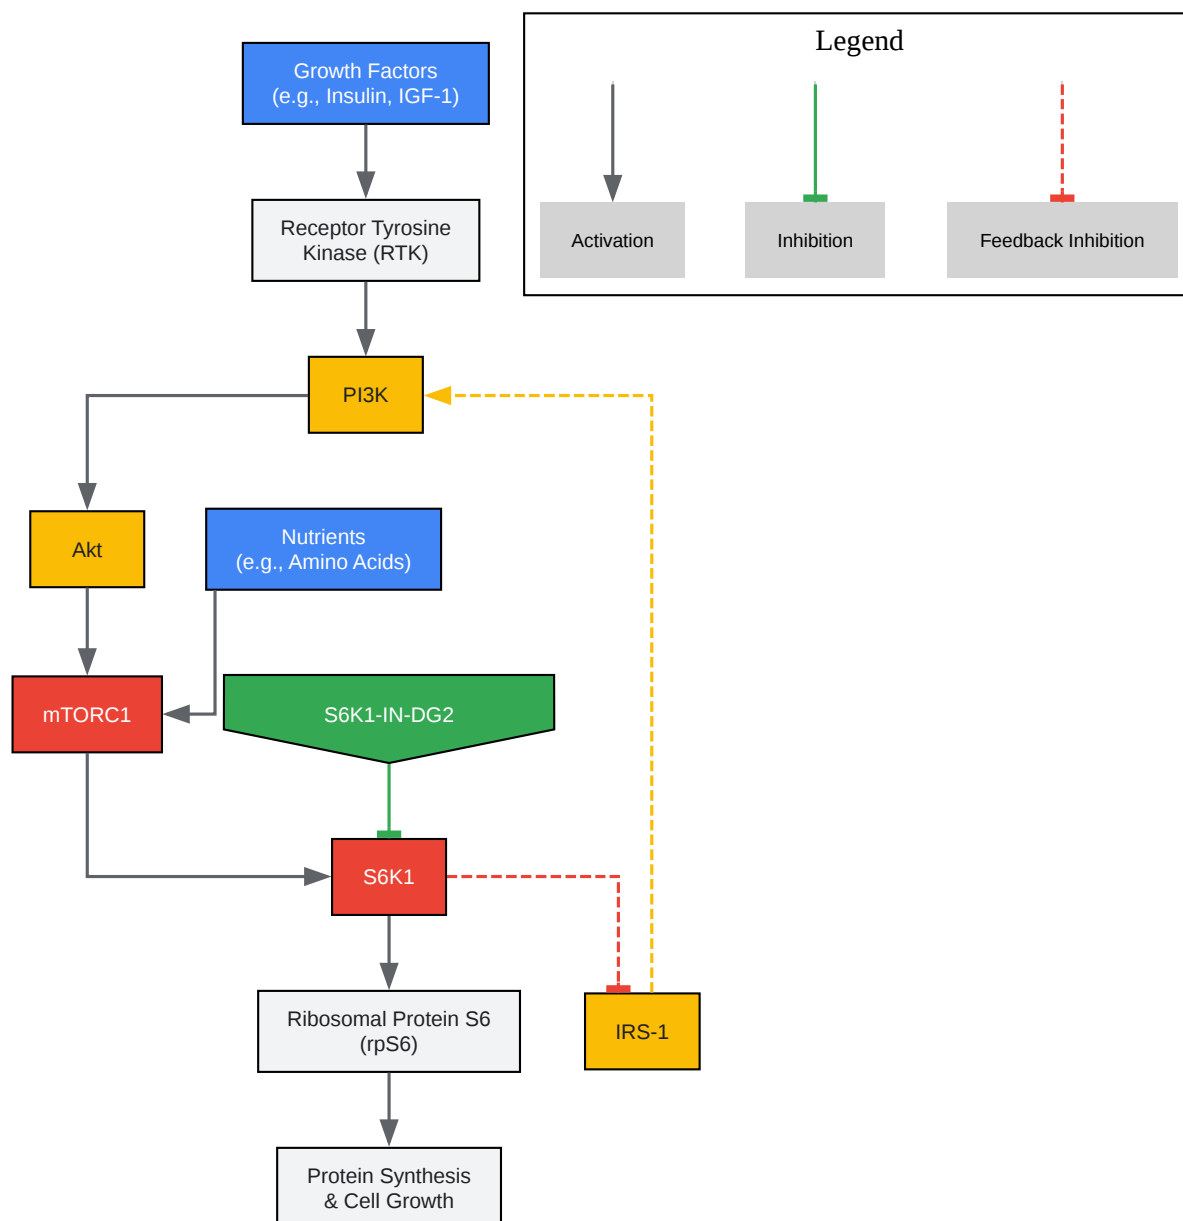 Legend
Growth Factors
(e.g., Insulin, IGF-1)
Activation
Inhibition
Feedback Inhibition
Receptor Tyrosine
Kinase (RTK)
PI3K
Akt
Nutrients
(e.g., Amino Acids)
mTORC1
S6K1-IN-DG2
S6K1
Ribosomal Protein S6
(rpS6)
IRS-1
Protein Synthesis
& Cell Growth